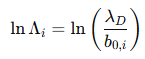 ln Λ_i = ln ( λ_D / b_{0,i} )